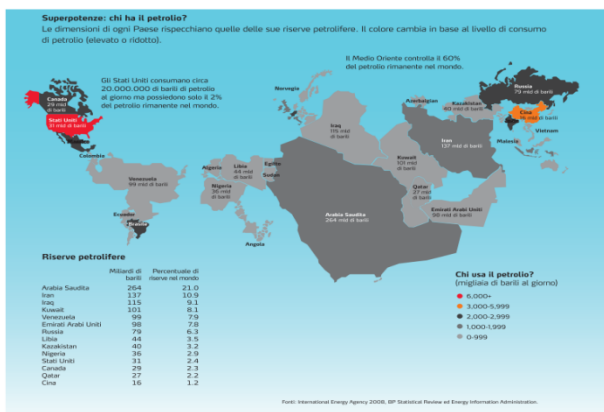 Superpotenze: chi ha il petrolio?
Le dimensioni di ogni Paese rispecchiano quelle delle sue riserve petrolifere. Il colore cambia in base al livello di consumo
di petrolio (elevato o ridotto).
Gli Stati Uniti consumano circa
20.000.000 di barili di petrolio
al giorno ma possiedono solo il 2%
del petrolio rimanente nel mondo.
Il Medio Oriente controlla il 60%
del petrolio rimanente nel mondo.
Canada
29 mld di barili
Stati Uniti
31 mld di barili
Colombia
Venezuela
99 mld di barili
Ecuador
Brasile
Norvegia
Algeria
Libia
44 mld
di barili
Egitto
Sudan
Nigeria
36 mld
di barili
Angola
Iraq
115 mld
di barili
Arabia Saudita
264 mld di barili
Kuwait
101 mld
di barili
Qatar
27 mld
di barili
Emirati Arabi Uniti
98 mld di barili
Iran
137 mld di barili
Azerbaigian
Kazakistan
40 mld di barili
Russia
79 mld di barili
Cina
16 mld di barili
Vietnam
Malesia
Riserve petrolifere
Miliardi di Percentuale di
barili riserve nel mondo
Arabia Saudita 264 21.0
Iran 137 10.9
Iraq 115 9.1
Kuwait 101 8.1
Venezuela 99 7.9
Emirati Arabi Uniti 98 7.8
Russia 79 6.3
Libia 44 3.5
Kazakistan 40 3.2
Nigeria 36 2.9
Stati Uniti 31 2.4
Canada 29 2.3
Qatar 27 2.2
Cina 16 1.2
Chi usa il petrolio?
(migliaia di barili al giorno)
6,000+
3,000-5,999
2,000-2,999
1,000-1,999
0-999
Fonti: International Energy Agency 2008, BP Statistical Review ed Energy Information Administration.